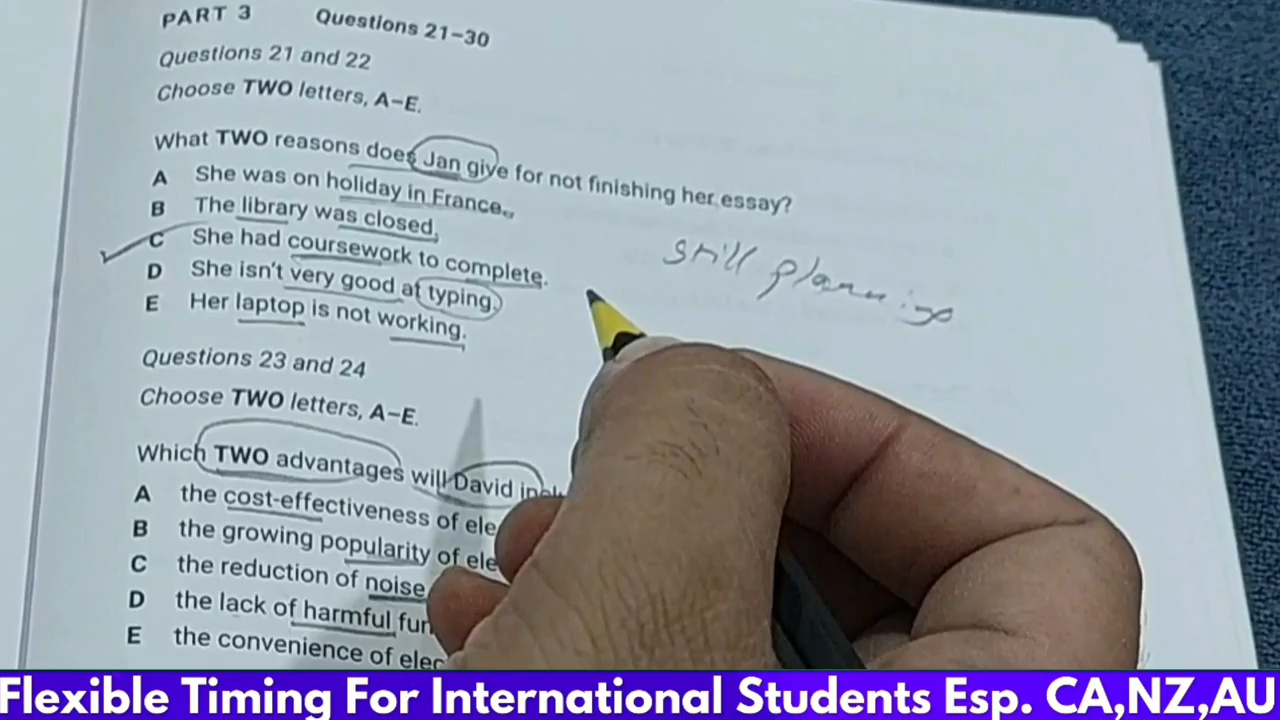 PART 3 Questions 21–30
Questions 21 and 22
Choose TWO letters, A–E.
What TWO reasons does Jan give for not finishing her essay?
A She was on holiday in France.
B The library was closed.
C She had coursework to complete.
D She isn't very good at typing.
E Her laptop is not working.
still planning
Questions 23 and 24
Choose TWO letters, A–E.
Which TWO advantages will David
A the cost-effectiveness of
B the growing popularity of
C the reduction of noise
D the lack of harmful
E the convenience of
Flexible Timing For International Students Esp. CA,NZ,AU